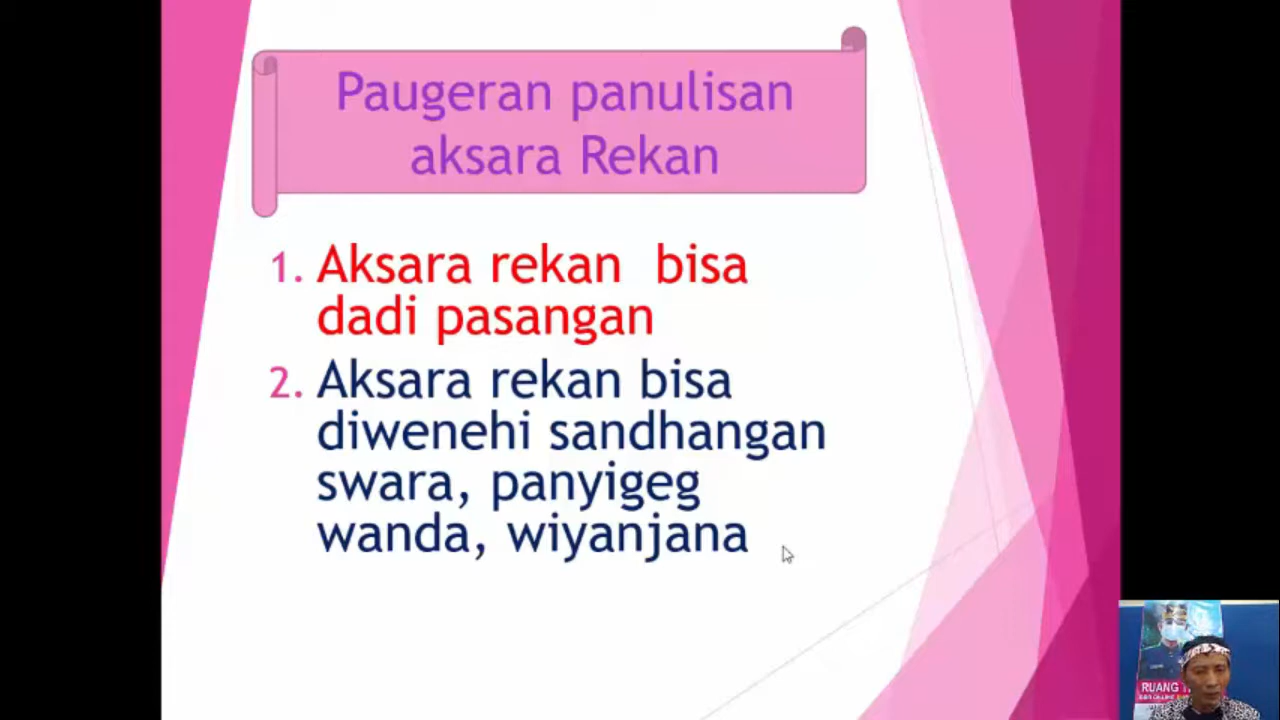 Paugeran panulisan
aksara Rekan
1. Aksara rekan bisa
dadi pasangan
2. Aksara rekan bisa
diwenehi sandhangan
swara, panyigeg
wanda, wiyanjana
RUANG